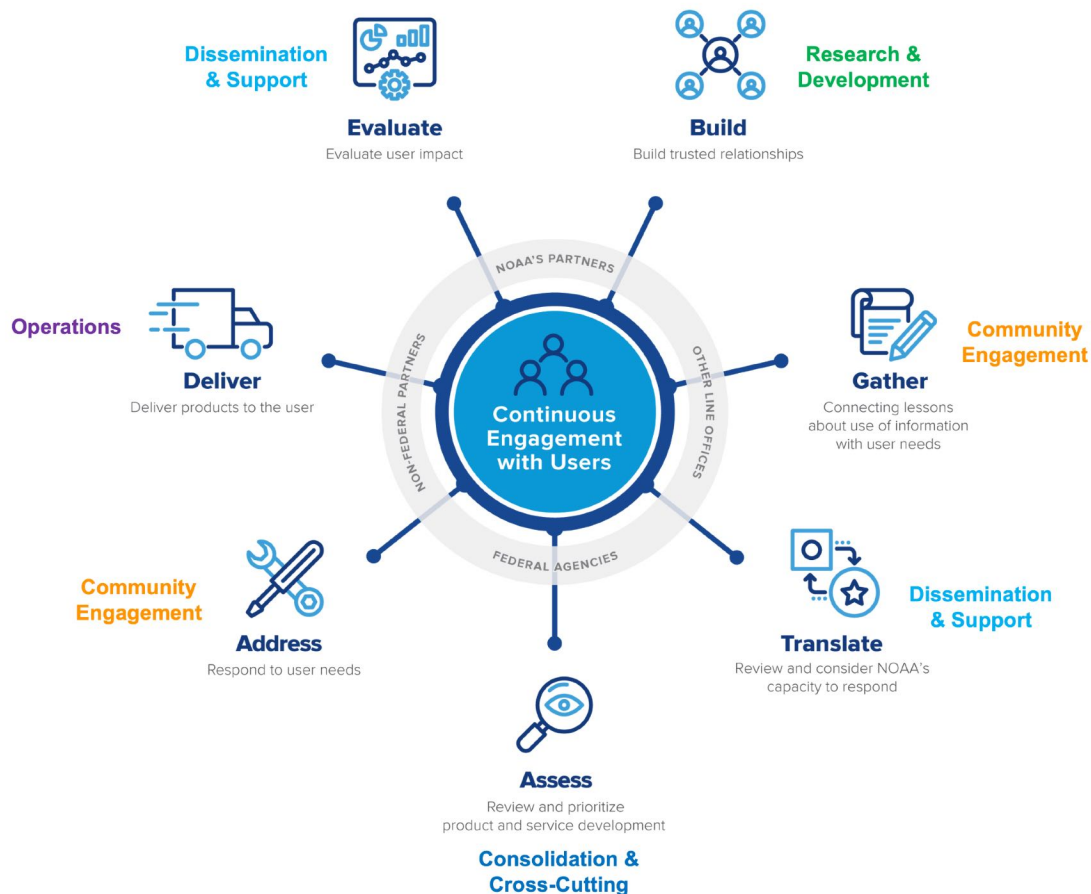 Dissemination
& Support
Evaluate
Evaluate user impact
Research &
Development
Build
Build trusted relationships
NOAA'S PARTNERS
Operations
Deliver
Deliver products to the user
NON-FEDERAL PARTNERS
Continuous
Engagement
with Users
OTHER LINE OFFICES
Community
Engagement
Gather
Connecting lessons
about use of information
with user needs
FEDERAL AGENCIES
Community
Engagement
Address
Respond to user needs
Dissemination
& Support
Translate
Review and consider NOAA's
capacity to respond
Assess
Review and prioritize
product and service development
Consolidation &
Cross-Cutting